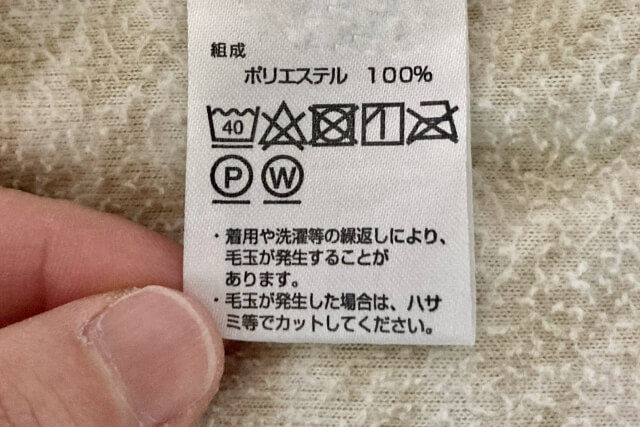 組成
ポリエステル 100%
40
P W
・着用や洗濯等の繰返しにより、
毛玉が発生することが
あります。
・毛玉が発生した場合は、ハサ
ミ等でカットしてください。